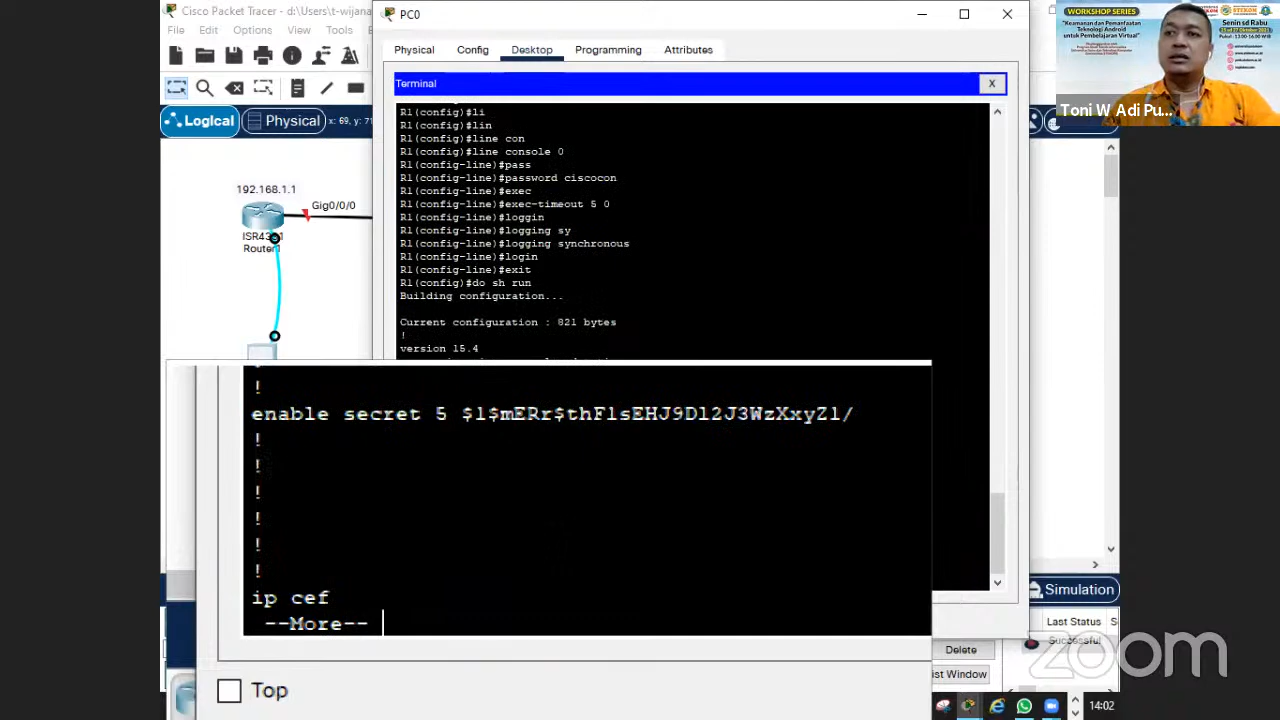 Cisco Packet Tracer - d:\Users\t-wijana
File Edit Options View Tools
Logical
Physical
x: 69, y: 71
192.168.1.1
Gig0/0/0
Router
PC0
Physical Config Desktop Programming Attributes
Terminal
X
R1(config)#li
R1(config)#lin
R1(config)#line con
R1(config)#line console 0
R1(config-line)#pass
R1(config-line)#password ciscocon
R1(config-line)#exec
R1(config-line)#exec-timeout 5 0
R1(config-line)#loggin
R1(config-line)#logging sy
R1(config-line)#logging synchronous
R1(config-line)#login
R1(config-line)#exit
R1(config)#do sh run
Building configuration...
Current configuration : 821 bytes
!
version 15.4
!
enable secret 5 $1$mERr$thF1sEHJ9Dl2J3WzXxyZ1/
!
!
!
!
!
!
ip cef
--More--
Top
Simulation
Last Status
Successful
Delete
ist Window
zoom
14:02
WORKSHOP SERIES
Keamanan dan Pemanfaatan
Teknologi Android
untuk Pembelajaran Virtual
Senin sd Rabu
Toni W Adi Pu...